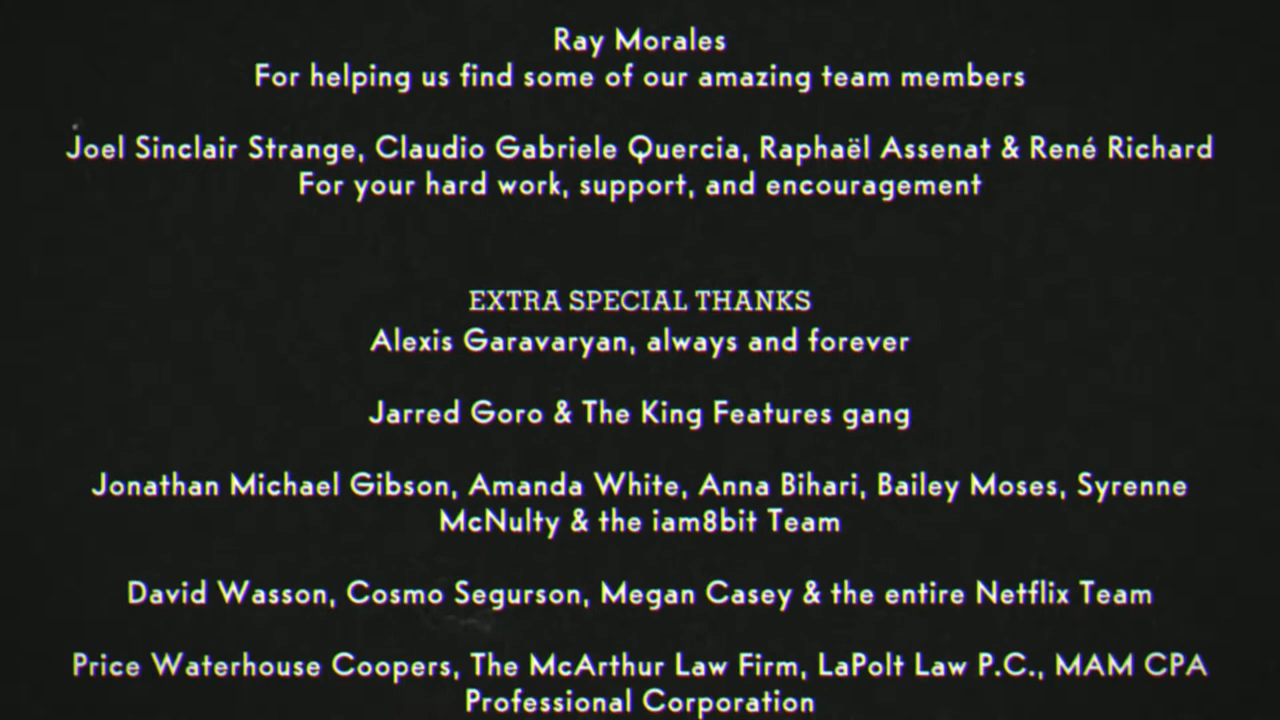 Ray Morales
For helping us find some of our amazing team members
Joel Sinclair Strange, Claudio Gabriele Quercia, Raphaël Assenat & René Richard
For your hard work, support, and encouragement
EXTRA SPECIAL THANKS
Alexis Garavaryan, always and forever
Jarred Goro & The King Features gang
Jonathan Michael Gibson, Amanda White, Anna Bihari, Bailey Moses, Syrenne
McNulty & the iam8bit Team
David Wasson, Cosmo Segurson, Megan Casey & the entire Netflix Team
Price Waterhouse Coopers, The McArthur Law Firm, LaPolt Law P.C., MAM CPA
Professional Corporation